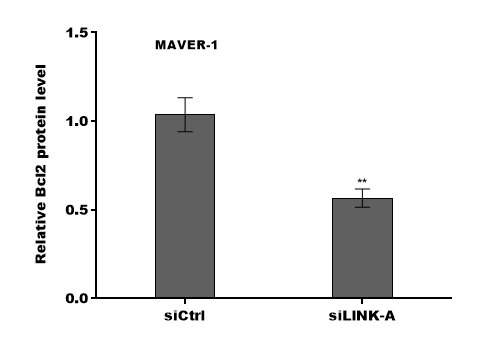 MAVER-1
Relative Bcl2 protein level
1.5
1.0
0.5
0.0
**
siCtrl
siLINK-A